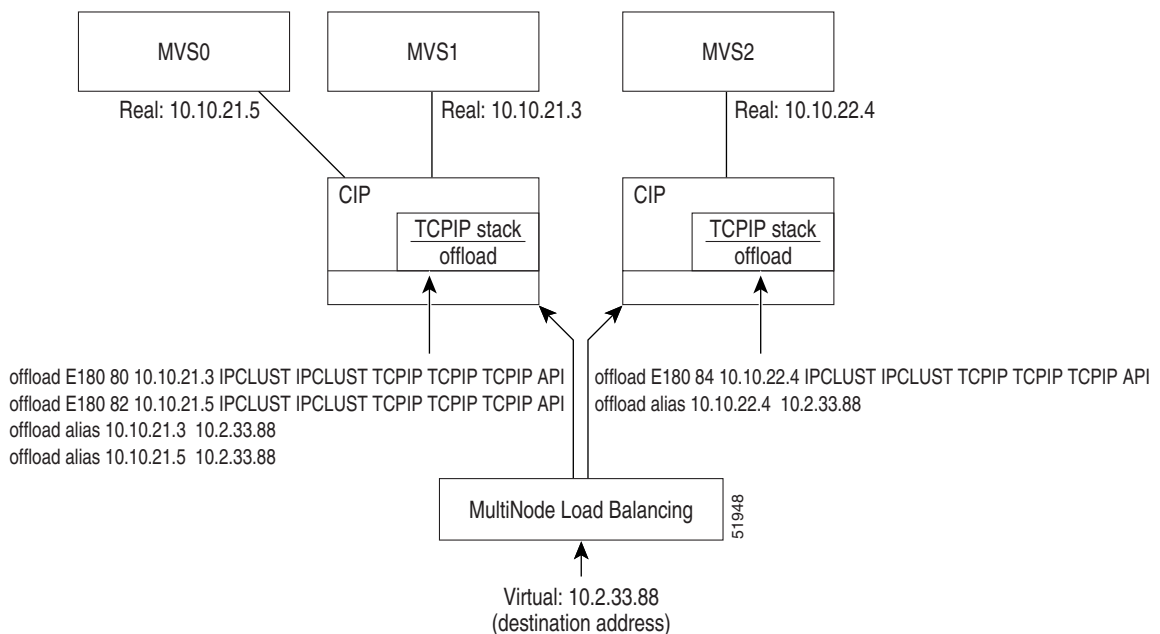 MVS0
MVS1
MVS2
Real: 10.10.21.5
Real: 10.10.21.3
Real: 10.10.22.4
CIP
TCPIP stack
offload
CIP
TCPIP stack
offload
offload E180 80 10.10.21.3 IPCLUST IPCLUST TCPIP TCPIP TCPIP API
offload E180 82 10.10.21.5 IPCLUST IPCLUST TCPIP TCPIP TCPIP API
offload alias 10.10.21.3 10.2.33.88
offload alias 10.10.21.5 10.2.33.88
offload E180 84 10.10.22.4 IPCLUST IPCLUST TCPIP TCPIP TCPIP API
offload alias 10.10.22.4 10.2.33.88
MultiNode Load Balancing
51948
Virtual: 10.2.33.88
(destination address)